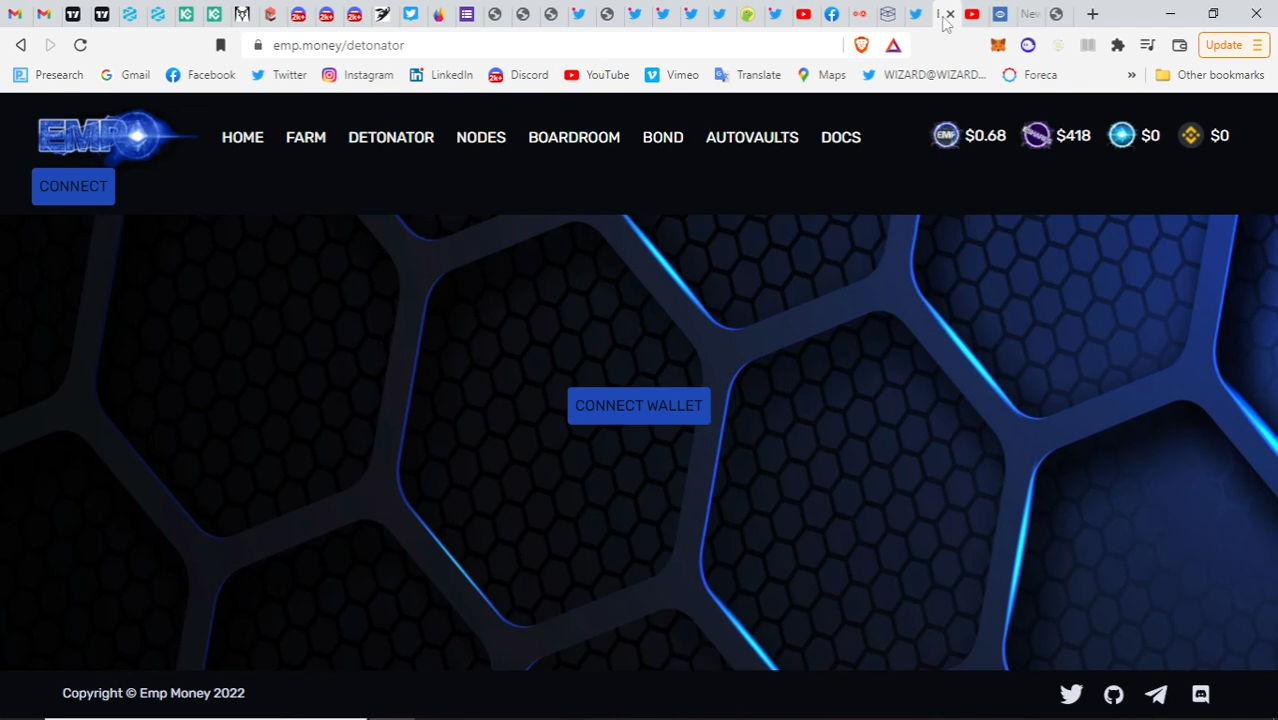 emp.money/detonator
Update
Presearch Gmail Facebook Twitter Instagram LinkedIn Discord YouTube Vimeo Translate Maps WIZARD@WIZARD... Foreca » Other bookmarks
EMP HOME FARM DETONATOR NODES BOARDROOM BOND AUTOVAULTS DOCS $0.68 $418 $0 $0
CONNECT
CONNECT WALLET
Copyright © Emp Money 2022